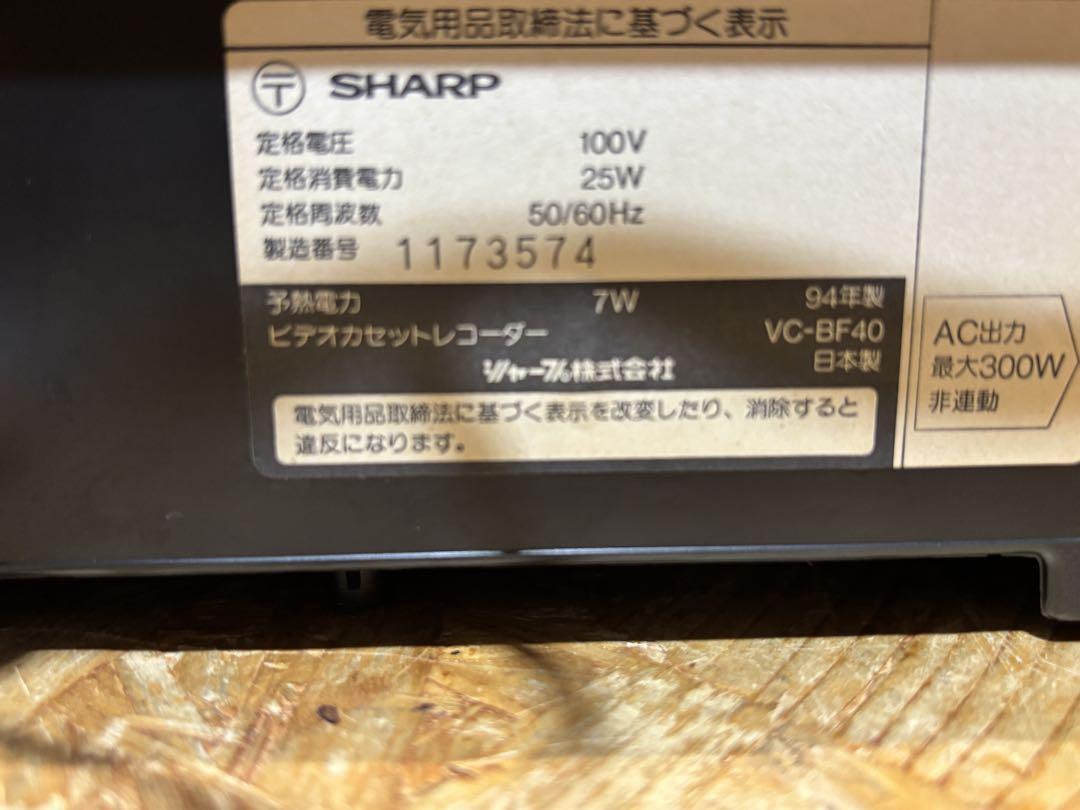 電気用品取締法に基づく表示
〒 SHARP
定格電圧 100V
定格消費電力 25W
定格周波数 50/60Hz
製造番号 1173574
予熱電力 7W 94年製
ビデオカセットレコーダー VC-BF40
シャープ株式会社 日本製
電気用品取締法に基づく表示を改変したり、消除すると
違反になります。
AC出力
最大300W
非連動